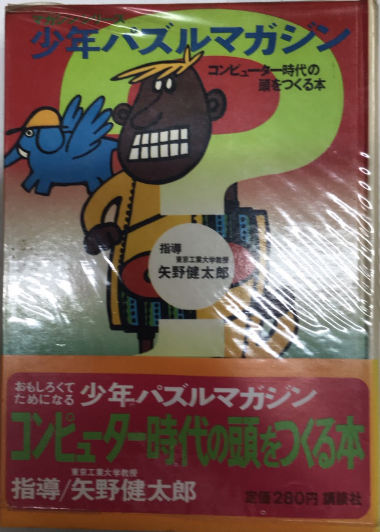 少年パズルマガジン
コンピューター時代の
頭をつくる本
指導
東京工業大学教授
矢野健太郎
おもしろくて
ためになる
少年パズルマガジン
コンピューター時代の頭をつくる本
東京工業大学教授
指導/矢野健太郎
定価280円 講談社